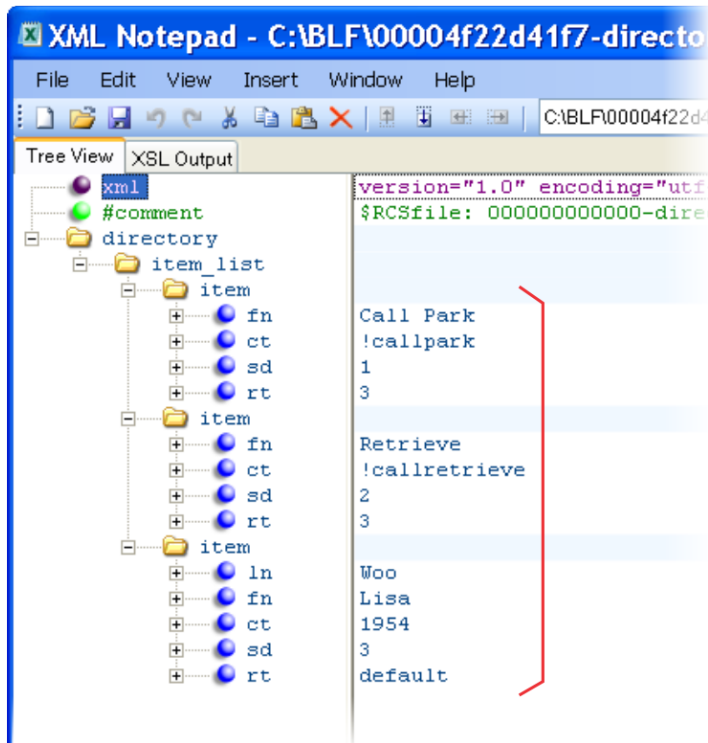 XML Notepad - C:\BLF\00004f22d41f7-directo
File Edit View Insert Window Help
C:\BLF\00004f22d4
Tree View XSL Output
xml version="1.0" encoding="utf
#comment $RCSfile: 000000000000-dire
directory
item_list
item
fn Call Park
ct !callpark
sd 1
rt 3
item
fn Retrieve
ct !callretrieve
sd 2
rt 3
item
ln Woo
fn Lisa
ct 1954
sd 3
rt default